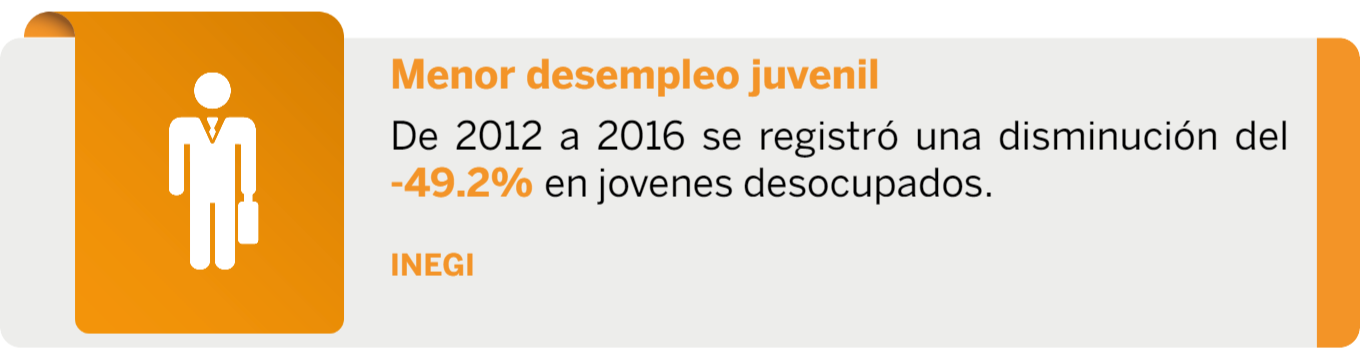 Menor desempleo juvenil
De 2012 a 2016 se registró una disminución del
-49.2% en jovenes desocupados.
INEGI